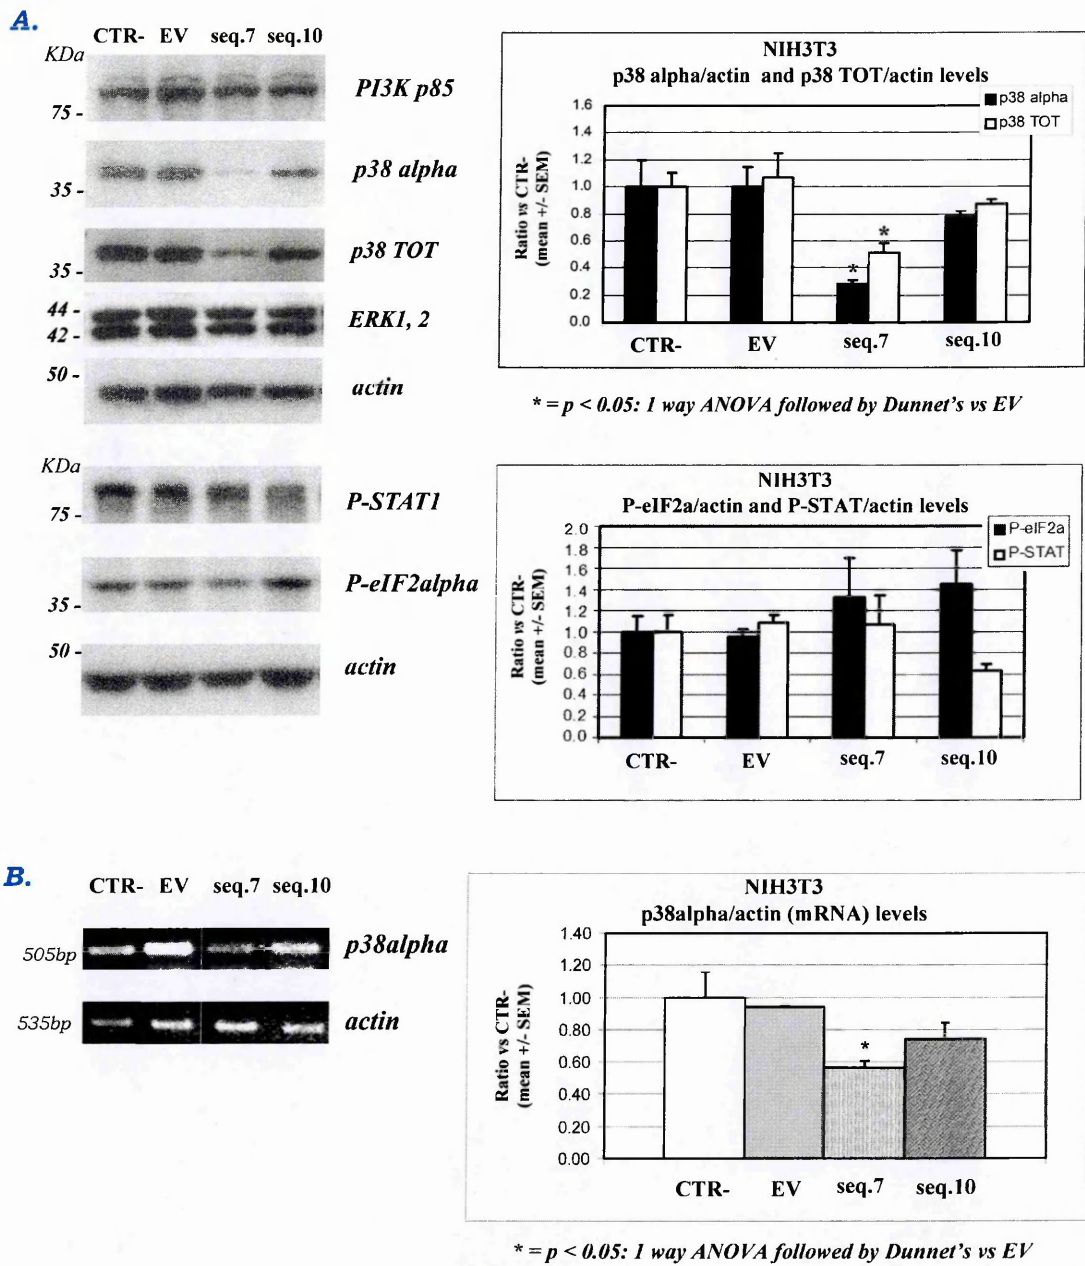 A.
CTR- EV seq.7 seq.10
KDa
PI3K p85
75 -
p38 alpha
35 -
p38 TOT
35 -
44 -
42 -
ERK1, 2
50 -
actin
KDa
P-STAT1
75 -
P-eIF2alpha
35 -
50 -
actin
NIH3T3
p38 alpha/actin and p38 TOT/actin levels
p38 alpha
p38 TOT
Ratio vs CTR-
(mean +/- SEM)
1.6
1.4
1.2
1.0
0.8
0.6
0.4
0.2
0.0
*
*
CTR- EV seq.7 seq.10
* = p < 0.05: 1 way ANOVA followed by Dunnet's vs EV
NIH3T3
P-eIF2a/actin and P-STAT/actin levels
P-eIF2a
P-STAT
Ratio vs CTR-
(mean +/- SEM)
2.0
1.8
1.6
1.4
1.2
1.0
0.8
0.6
0.4
0.2
0.0
CTR- EV seq.7 seq.10
B.
CTR- EV seq.7 seq.10
505bp
p38alpha
535bp
actin
NIH3T3
p38alpha/actin (mRNA) levels
Ratio vs CTR-
(mean +/- SEM)
1.40
1.20
1.00
0.80
0.60
0.40
0.20
0.00
*
CTR- EV seq.7 seq.10
* = p < 0.05: 1 way ANOVA followed by Dunnet's vs EV